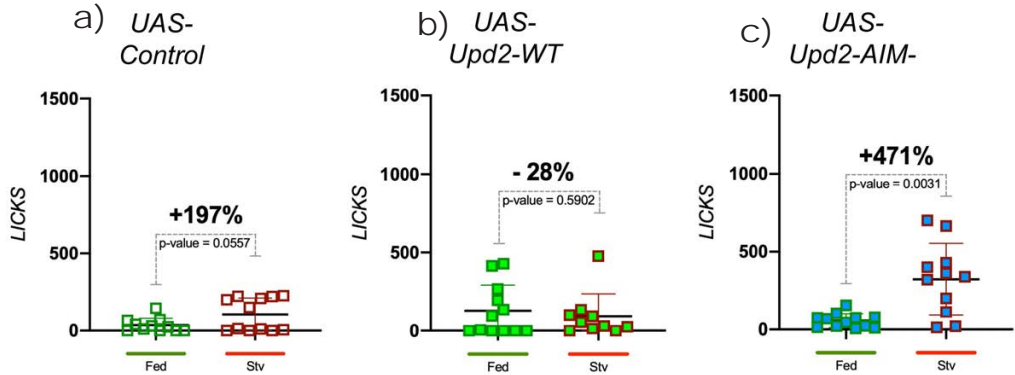 a) UAS-
Control
LICKS
1500
1000
500
0
+197%
p-value = 0.0557
Fed
Stv
b) UAS-
Upd2-WT
LICKS
1500
1000
500
0
- 28%
p-value = 0.5902
Fed
Stv
c) UAS-
Upd2-AIM-
LICKS
1500
1000
500
0
+471%
p-value = 0.0031
Fed
Stv